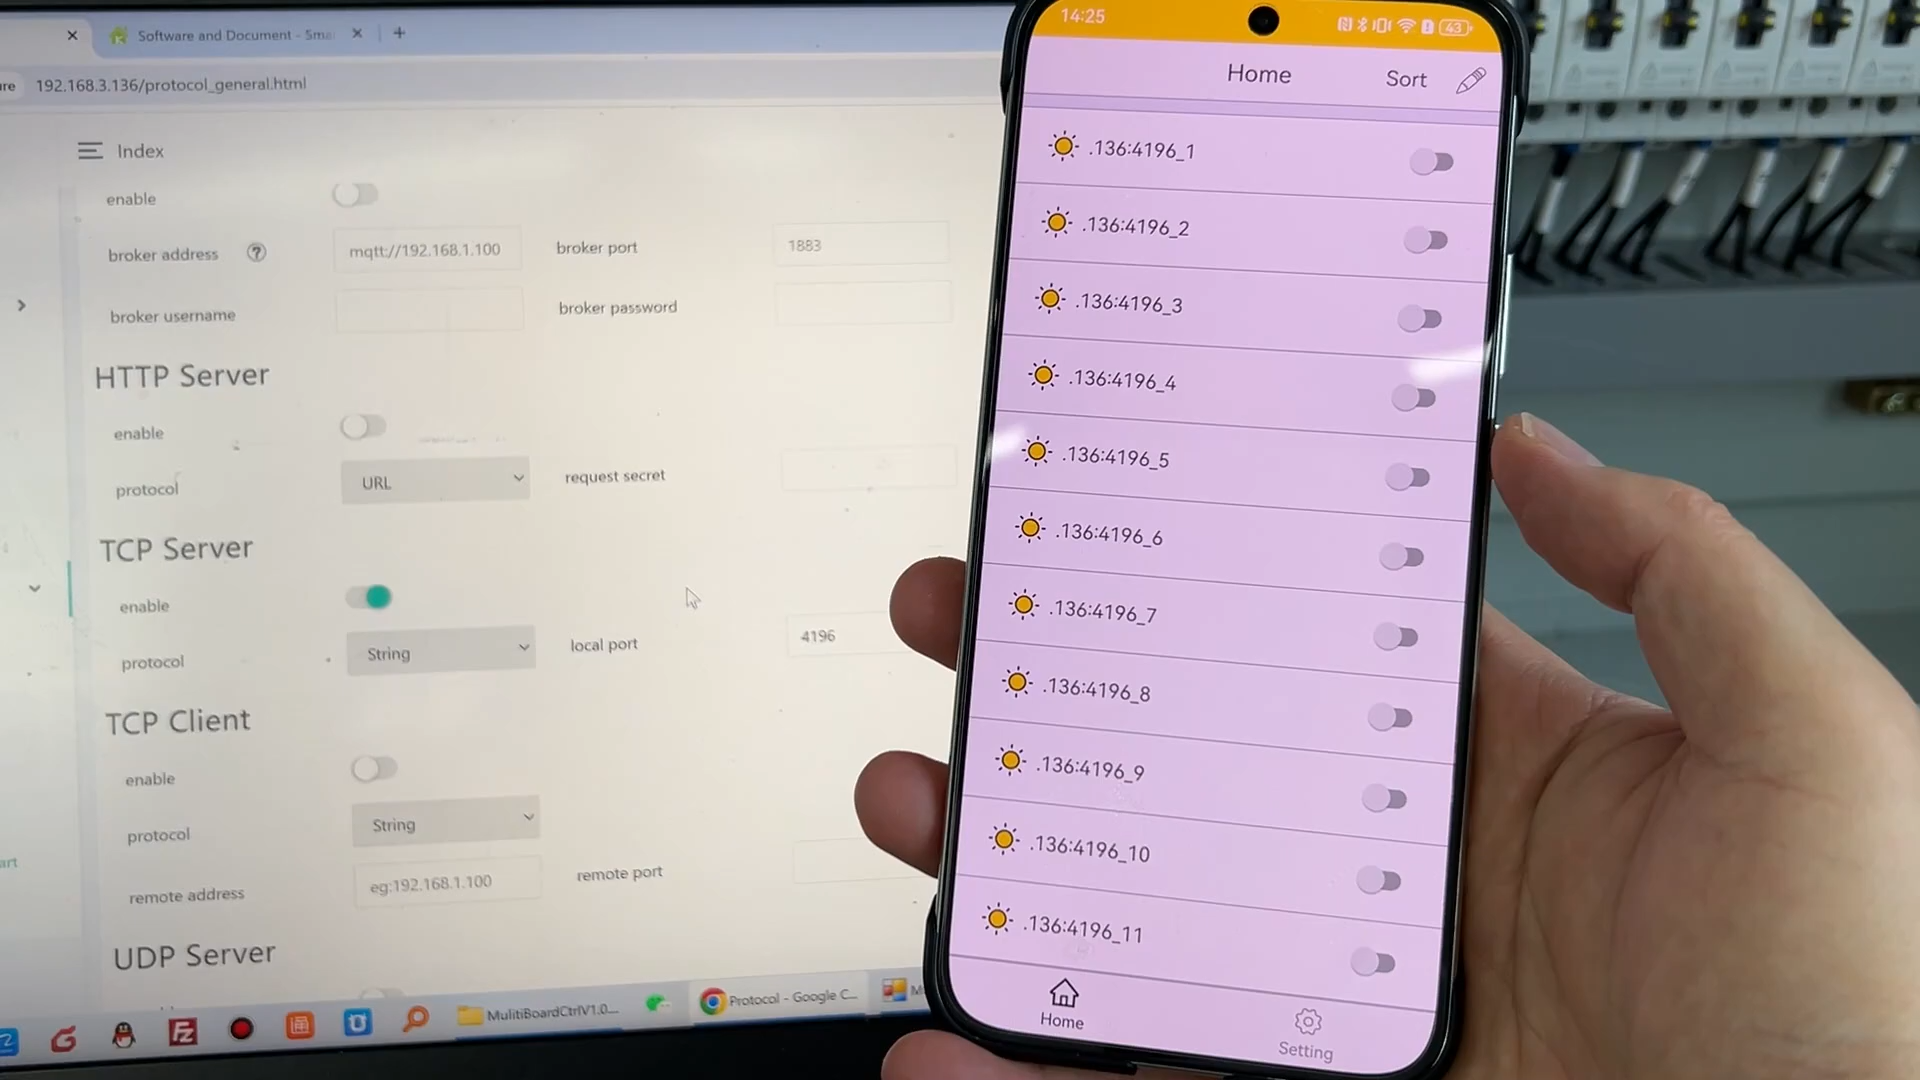 Software and Document - Sma
192.168.3.136/protocol_general.html
Index
enable
broker address
mqtt://192.168.1.100
broker port
1883
broker username
broker password
HTTP Server
enable
protocol
URL
request secret
TCP Server
enable
protocol
String
local port
4196
TCP Client
enable
protocol
String
remote address
eg:192.168.1.100
remote port
UDP Server
MulitiBoardCtrlV1.0...
Protocol - Google C...
14:25
43
Home
Sort
.136:4196_1
.136:4196_2
.136:4196_3
.136:4196_4
.136:4196_5
.136:4196_6
.136:4196_7
.136:4196_8
.136:4196_9
.136:4196_10
.136:4196_11
Home
Setting